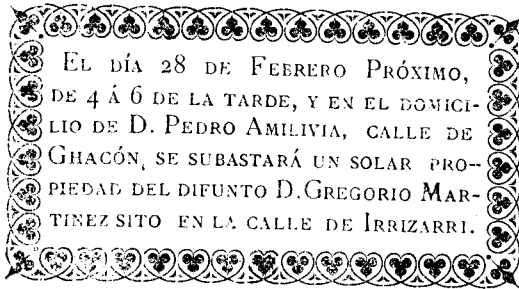 EL DÍA 28 DE FEBRERO PRÓXIMO,
DE 4 Á 6 DE LA TARDE, Y EN EL DOMICI-
LIO DE D. PEDRO AMILIVIA, CALLE DE
GHACÓN, SE SUBASTARÁ UN SOLAR PRO-
PIEDAD DEL DIFUNTO D. GREGORIO MAR-
TINEZ SITO EN LA CALLE DE IRRIZARRI.